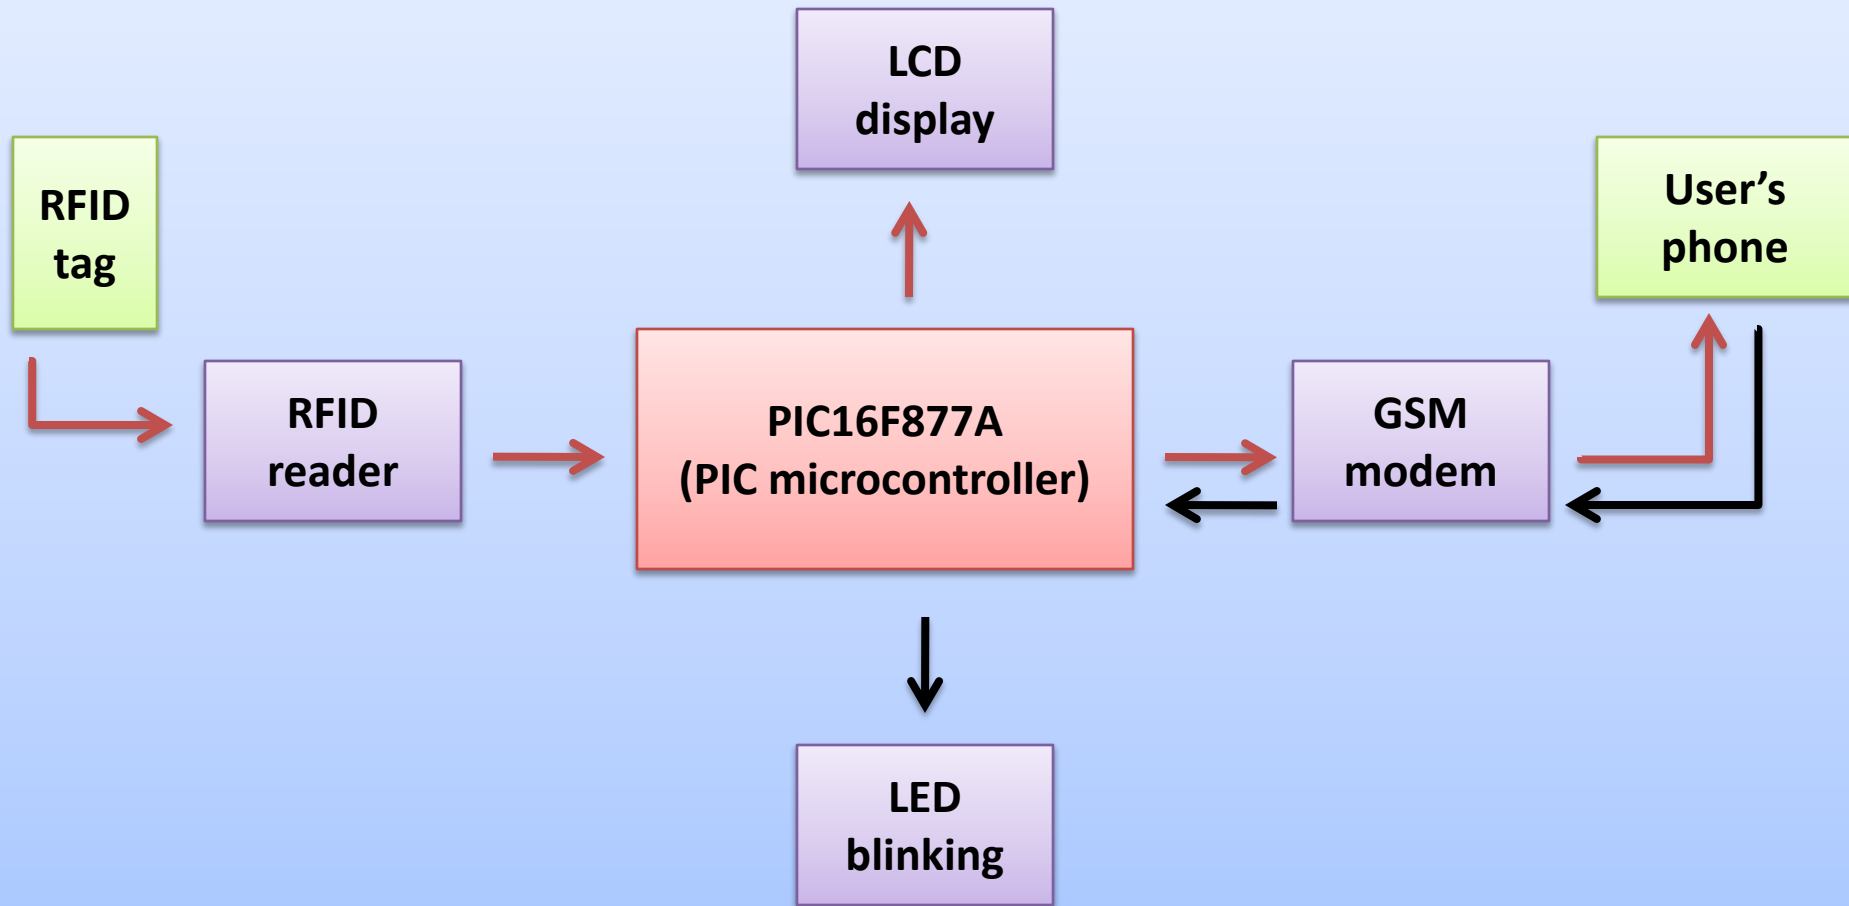 LCD
display
RFID
tag
User’s
phone
RFID
reader
PIC16F877A
(PIC microcontroller)
GSM
modem
LED
blinking